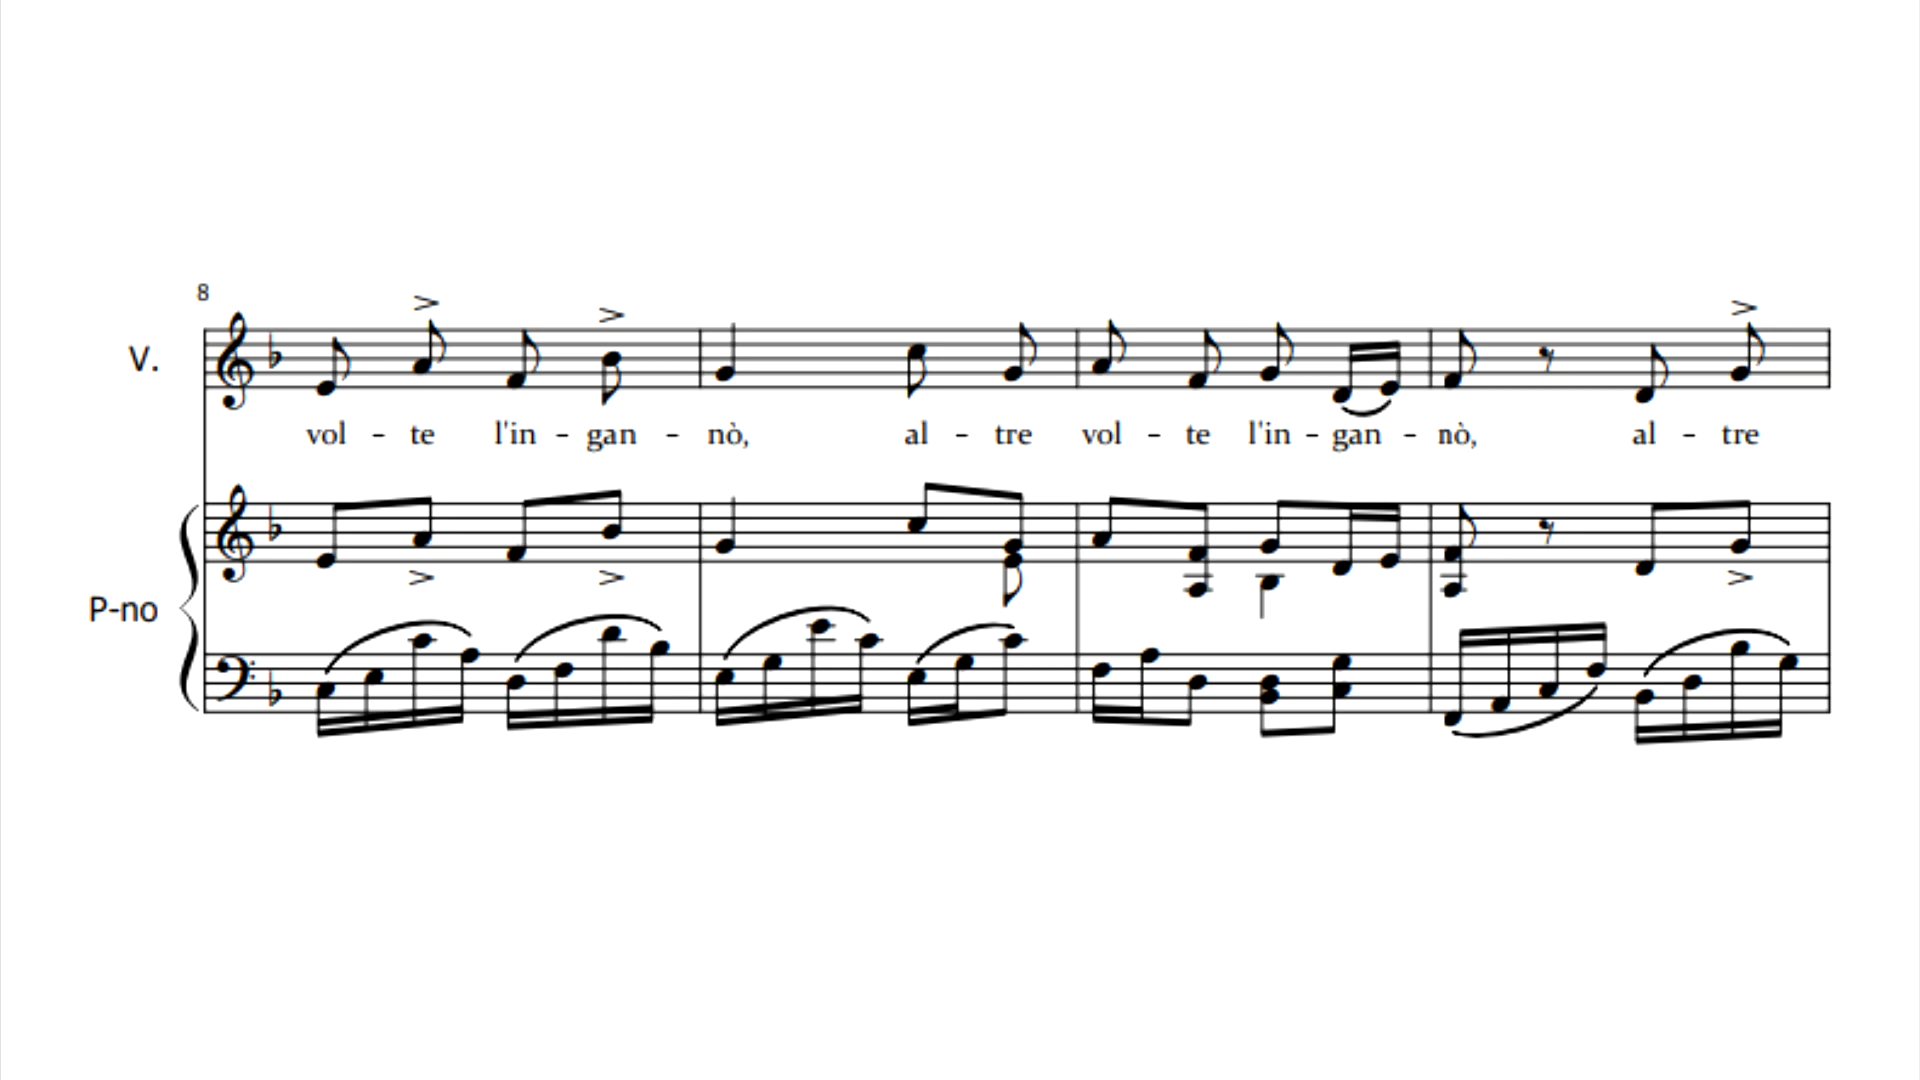 8
V.
vol - te l'in - gan - nò, al - tre vol - te l'in - gan - nò, al - tre
P-no